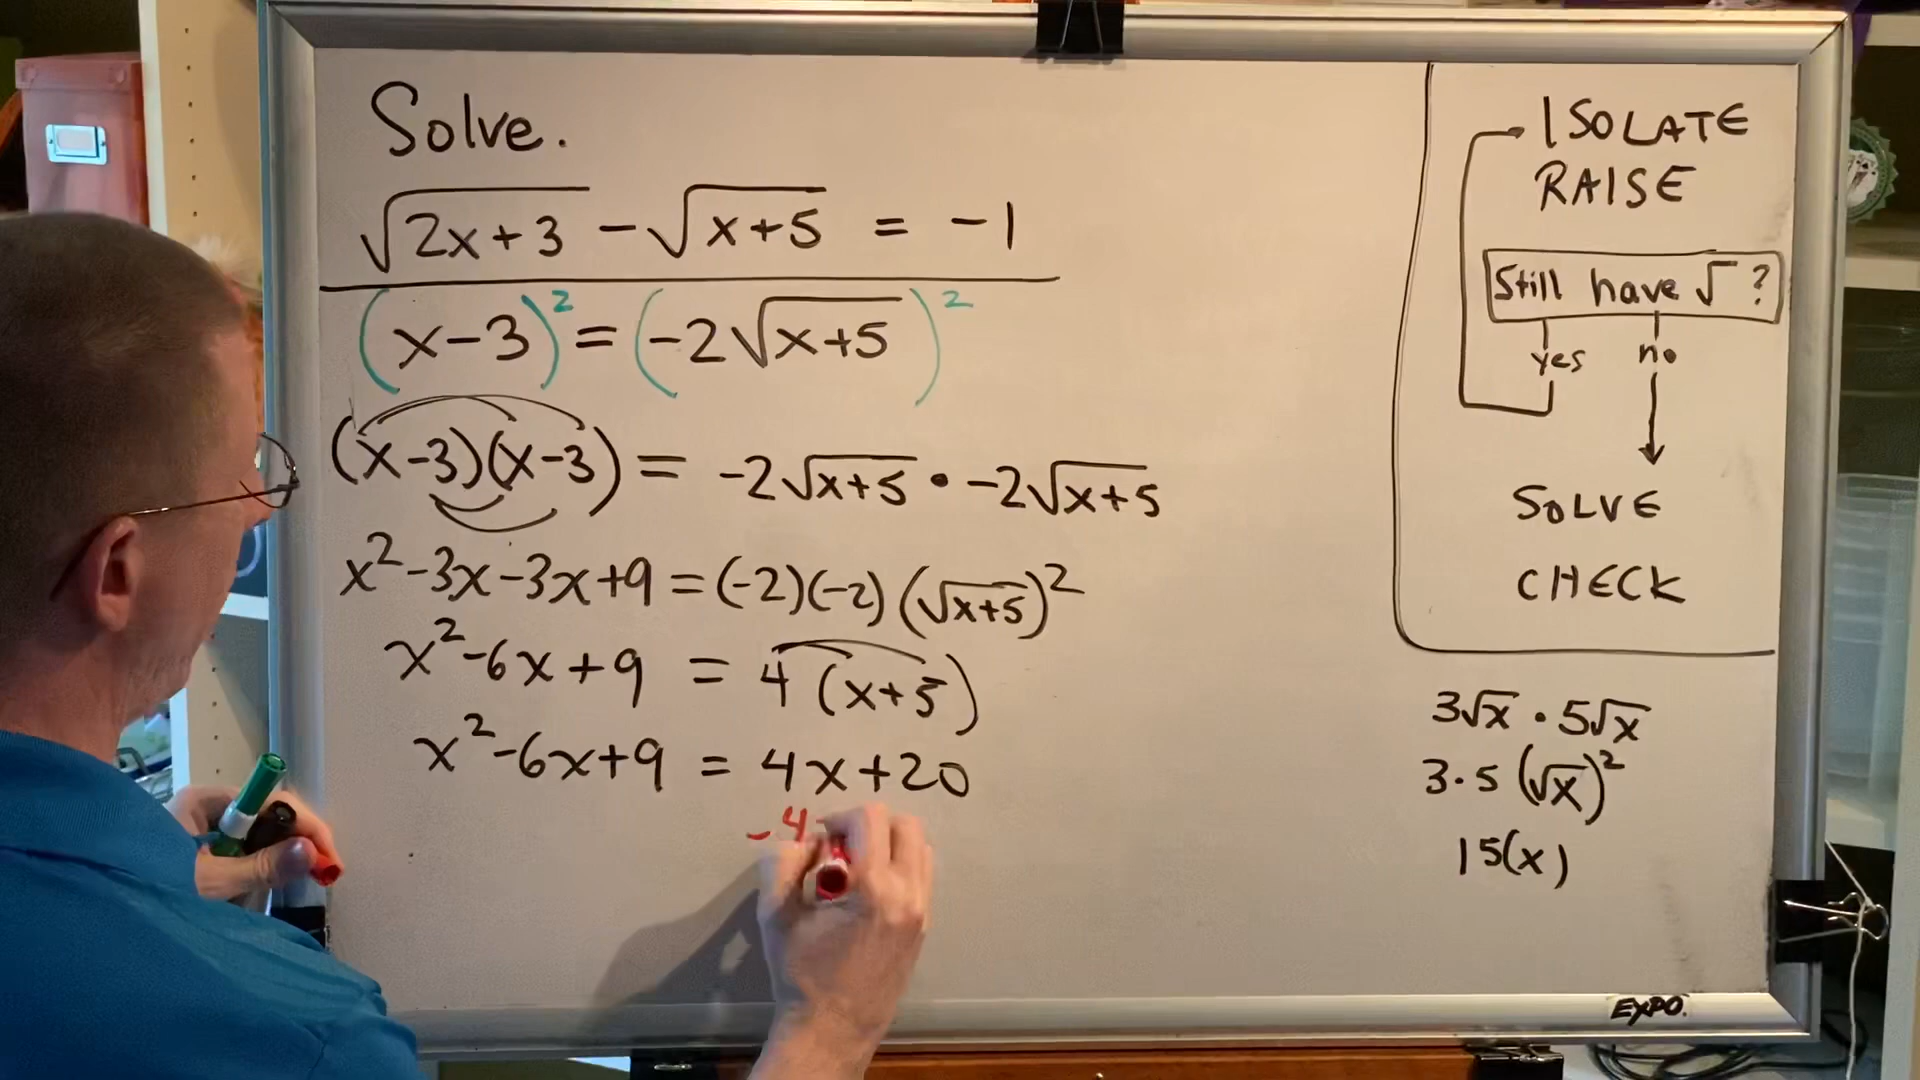 Solve.
√(2x+3) - √(x+5) = -1
(x-3)² = (-2√(x+5))²
(x-3)(x-3) = -2√(x+5) • -2√(x+5)
x²-3x-3x+9 = (-2)(-2)(√(x+5))²
x²-6x+9 = 4(x+5)
x²-6x+9 = 4x+20
-4
ISOLATE
RAISE
Still have √ ?
yes no
SOLVE
CHECK
3√x • 5√x
3•5(√x)²
15(x)
EXPO